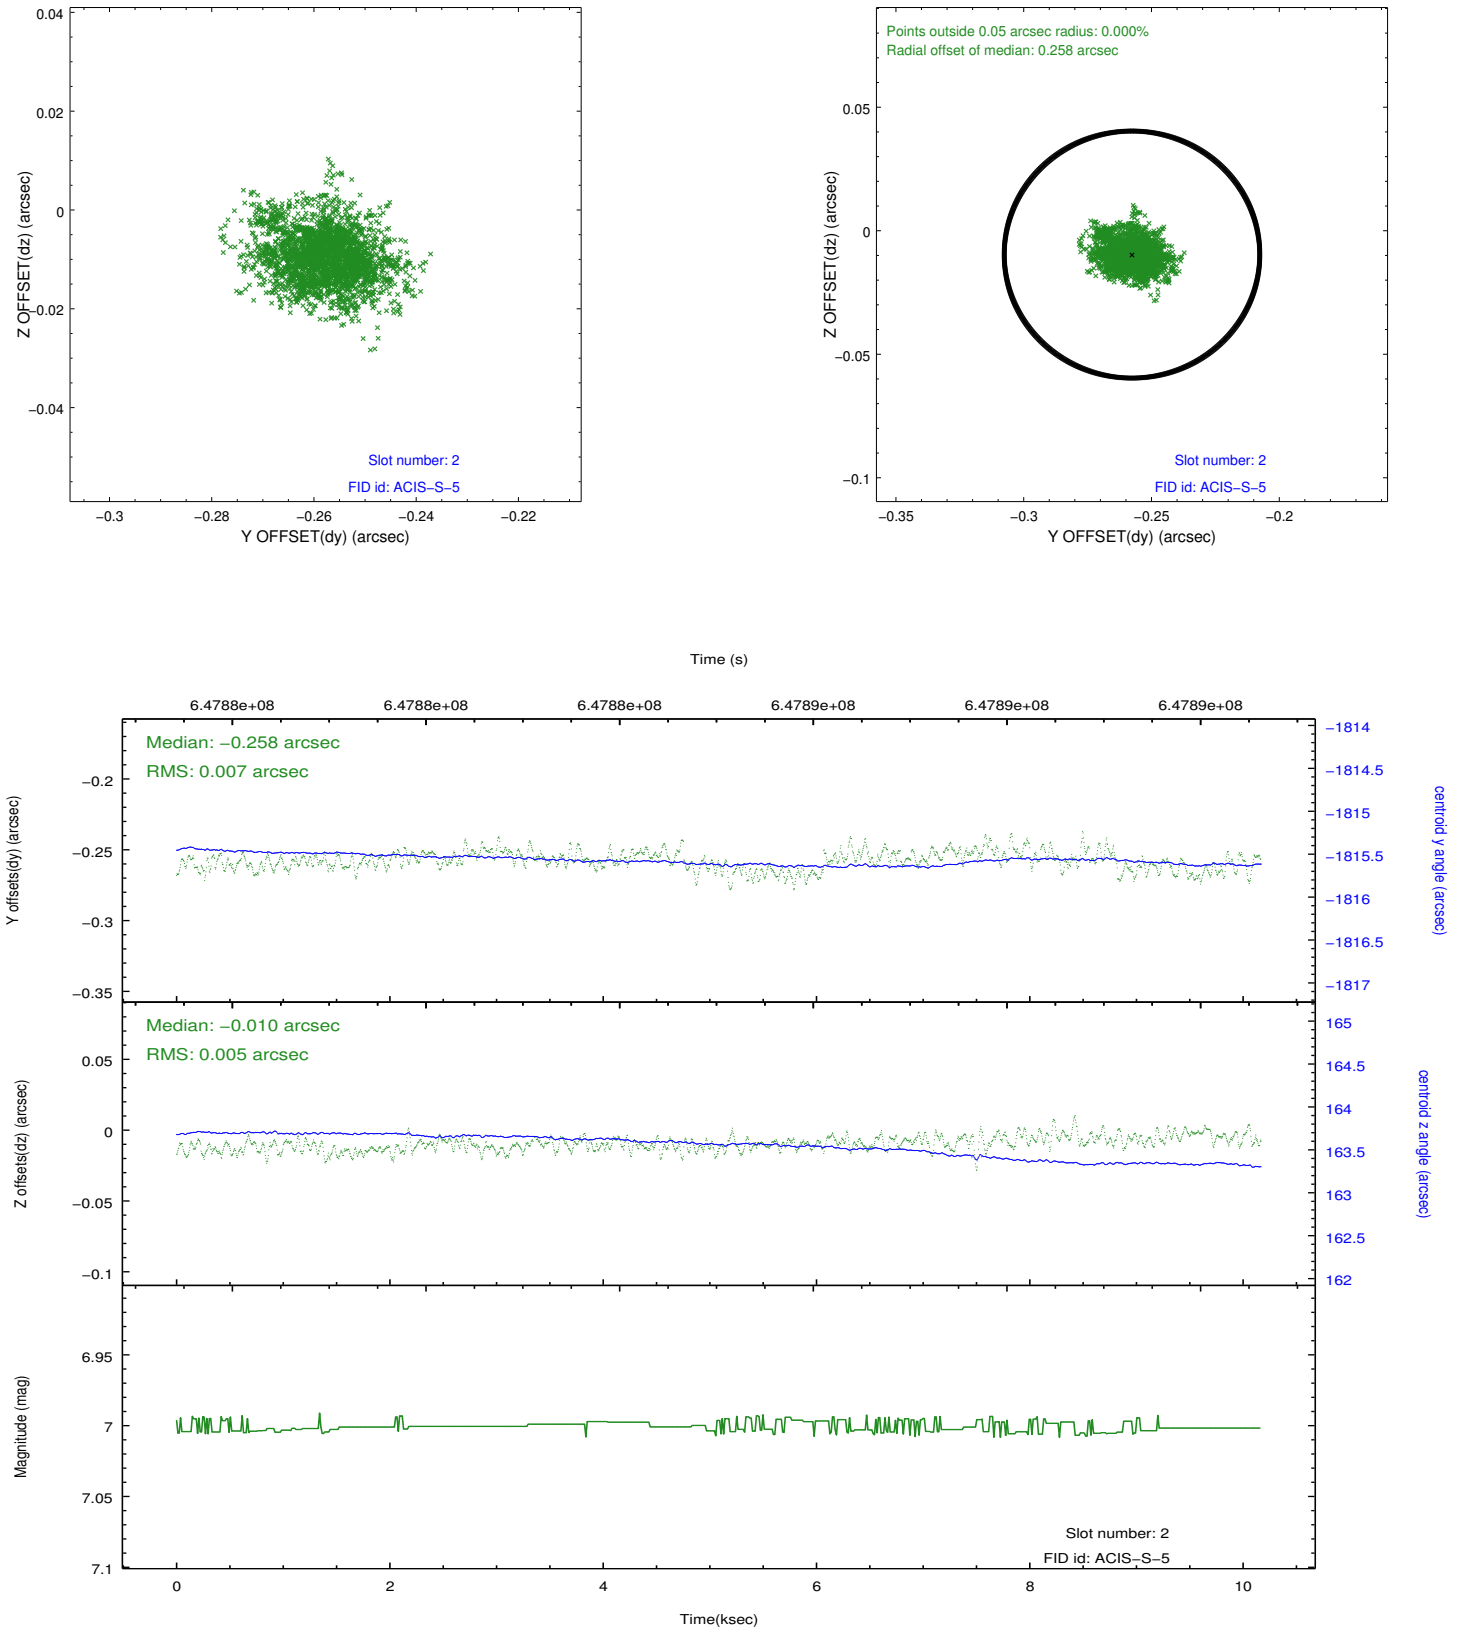 0.04
0.02
0
−0.02
−0.04
Z OFFSET(dz) (arcsec)
Slot number: 2
FID id: ACIS−S−5
−0.3
−0.28
−0.26
−0.24
−0.22
Y OFFSET(dy) (arcsec)
Points outside 0.05 arcsec radius: 0.000%
Radial offset of median: 0.258 arcsec
0.05
0
−0.05
−0.1
Z OFFSET(dz) (arcsec)
Slot number: 2
FID id: ACIS−S−5
−0.35
−0.3
−0.25
−0.2
Y OFFSET(dy) (arcsec)
Time (s)
6.4788e+08
6.4788e+08
6.4788e+08
6.4789e+08
6.4789e+08
6.4789e+08
Median: −0.258 arcsec
RMS: 0.007 arcsec
−0.2
−0.25
−0.3
−0.35
Y offsets(dy) (arcsec)
−1814
−1814.5
−1815
−1815.5
−1816
−1816.5
−1817
centroid y angle (arcsec)
Median: −0.010 arcsec
RMS: 0.005 arcsec
0.05
0
−0.05
−0.1
Z offsets(dz) (arcsec)
165
164.5
164
163.5
163
162.5
162
centroid z angle (arcsec)
6.95
7
7.05
7.1
Magnitude (mag)
Slot number: 2
FID id: ACIS−S−5
0
2
4
6
8
10
Time(ksec)